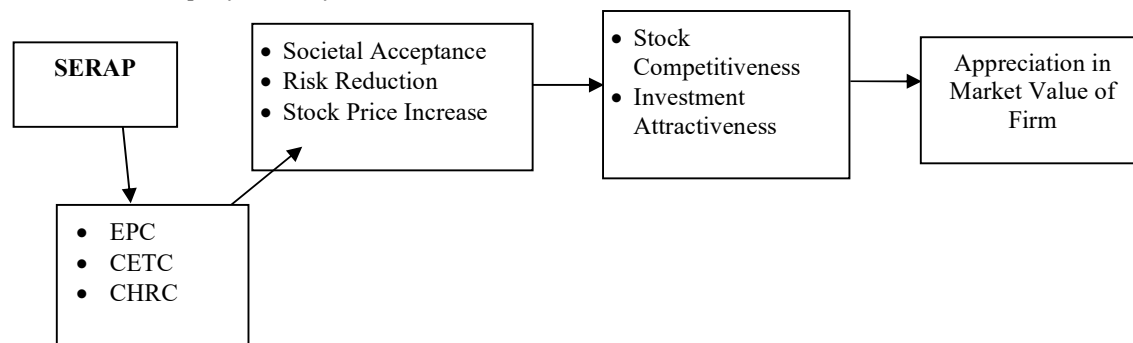 SERAP
• Societal Acceptance
• Risk Reduction
• Stock Price Increase
• Stock
Competitiveness
• Investment
Attractiveness
Appreciation in
Market Value of
Firm
• EPC
• CETC
• CHRC